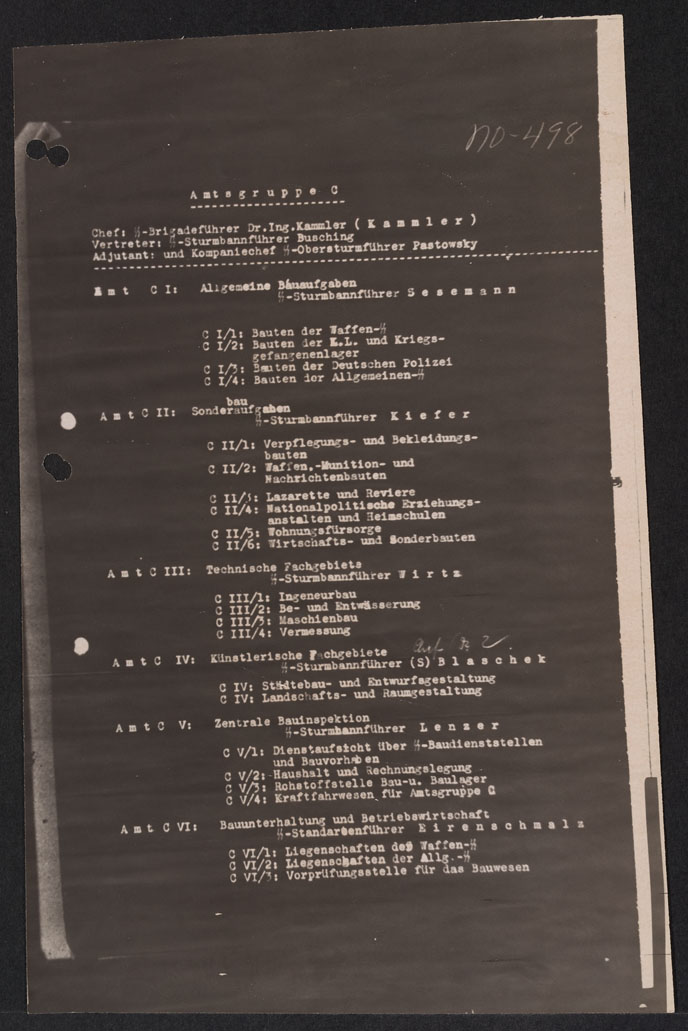 NO-498
Amtsgruppe C
Chef: ᛋᛋ-Brigadeführer Dr.Ing.Kammler (Kammler)
Vertreter: ᛋᛋ-Sturmbannführer Busching
Adjutant: und Kompaniechef ᛋᛋ-Obersturmführer Pastowsky
Amt C I: Allgemeine Bauaufgaben
ᛋᛋ-Sturmbannführer Sesemann
C I/1: Bauten der Waffen-ᛋᛋ
C I/2: Bauten der K.L. und Kriegs-
gefangenenlager
C I/3: Bauten der Deutschen Polizei
C I/4: Bauten der Allgemeinen-ᛋᛋ
bau
Amt C II: Sonderaufgaben
ᛋᛋ-Sturmbannführer Kiefer
C II/1: Verpflegungs- und Bekleidungs-
bauten
C II/2: Waffen.-Munition- und
Nachrichtenbauten
C II/3: Lazarette und Reviere
C II/4: Nationalpolitische Erziehungs-
anstalten und Heimschulen
C II/5: Wohnungsfürsorge
C II/6: Wirtschafts- und Sonderbauten
Amt C III: Technische Fachgebiete
ᛋᛋ-Sturmbannführer Wirtz
C III/1: Ingeneurbau
C III/2: Be- und Entwässerung
C III/3: Maschienbau
C III/4: Vermessung
Amt C IV: Künstlerische Fachgebiete
ᛋᛋ-Sturmbannführer (S) Blaschek
C IV: Städtebau- und Entwurfsgestaltung
C IV: Landschafts- und Raumgestaltung
Amt C V: Zentrale Bauinspektion
ᛋᛋ-Sturmbannführer Lenzer
C V/1: Dienstaufsicht über ᛋᛋ-Baudienststellen
und Bauvorhaben
C V/2: Haushalt und Rechnungslegung
C V/3: Rohstoffstelle Bau-u. Baulager
C V/4: Kraftfahrwesen für Amtsgruppe C
Amt C VI: Bauunterhaltung und Betriebswirtschaft
ᛋᛋ-Standartenführer Eirenschmalz
C VI/1: Liegenschaften des Waffen-ᛋᛋ
C VI/2: Liegenschaften der Allg.-ᛋᛋ
C VI/3: Vorprüfungsstelle für das Bauwesen